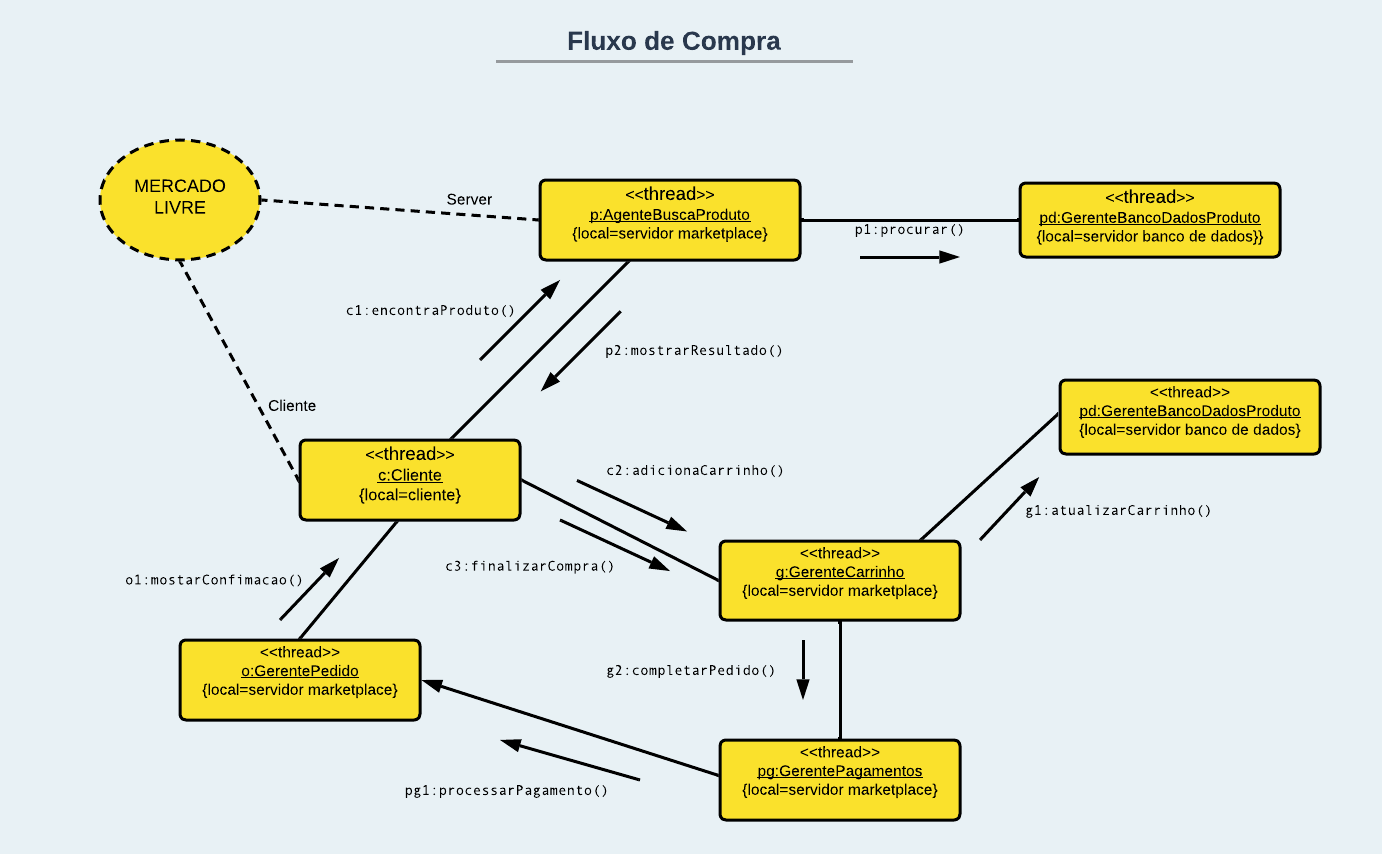 Fluxo de Compra
MERCADO
LIVRE
Server
<<thread>>
p:AgenteBuscaProduto
{local=servidor marketplace}
p1:procurar()
<<thread>>
pd:GerenteBancoDadosProduto
{local=servidor banco de dados}}
c1:encontraProduto()
p2:mostrarResultado()
Cliente
<<thread>>
c:Cliente
{local=cliente}
<<thread>>
pd:GerenteBancoDadosProduto
{local=servidor banco de dados}
c2:adicionaCarrinho()
g1:atualizarCarrinho()
c3:finalizarCompra()
<<thread>>
g:GerenteCarrinho
{local=servidor marketplace}
o1:mostarConfimacao()
<<thread>>
o:GerentePedido
{local=servidor marketplace}
g2:completarPedido()
<<thread>>
pg:GerentePagamentos
{local=servidor marketplace}
pg1:processarPagamento()